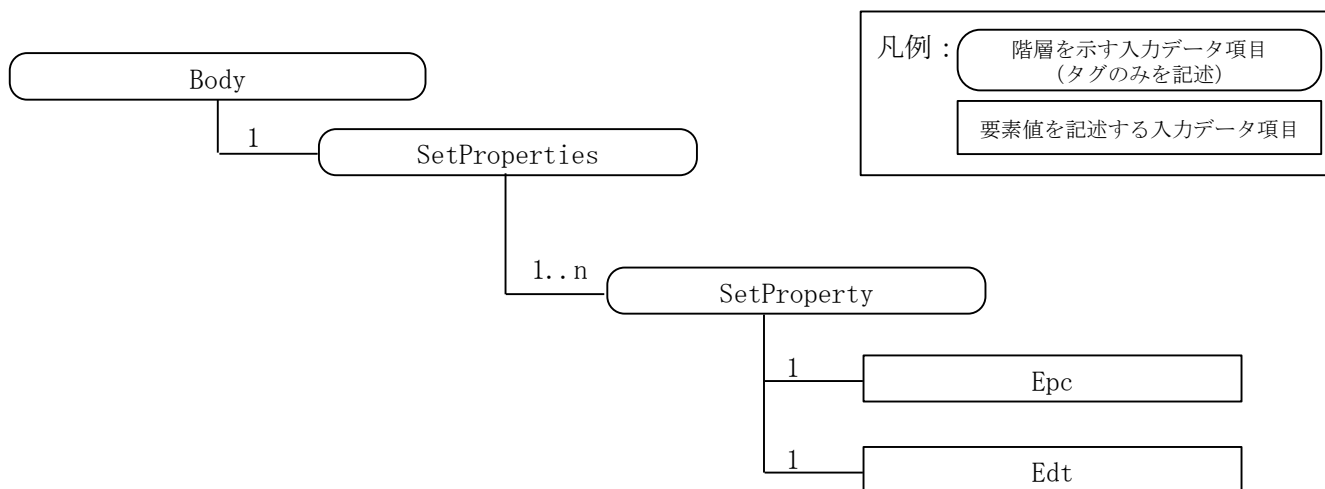 凡例：
階層を示す入力データ項目
（タグのみを記述）
要素値を記述する入力データ項目
Body
1
SetProperties
1..n
SetProperty
1
Epc
1
Edt